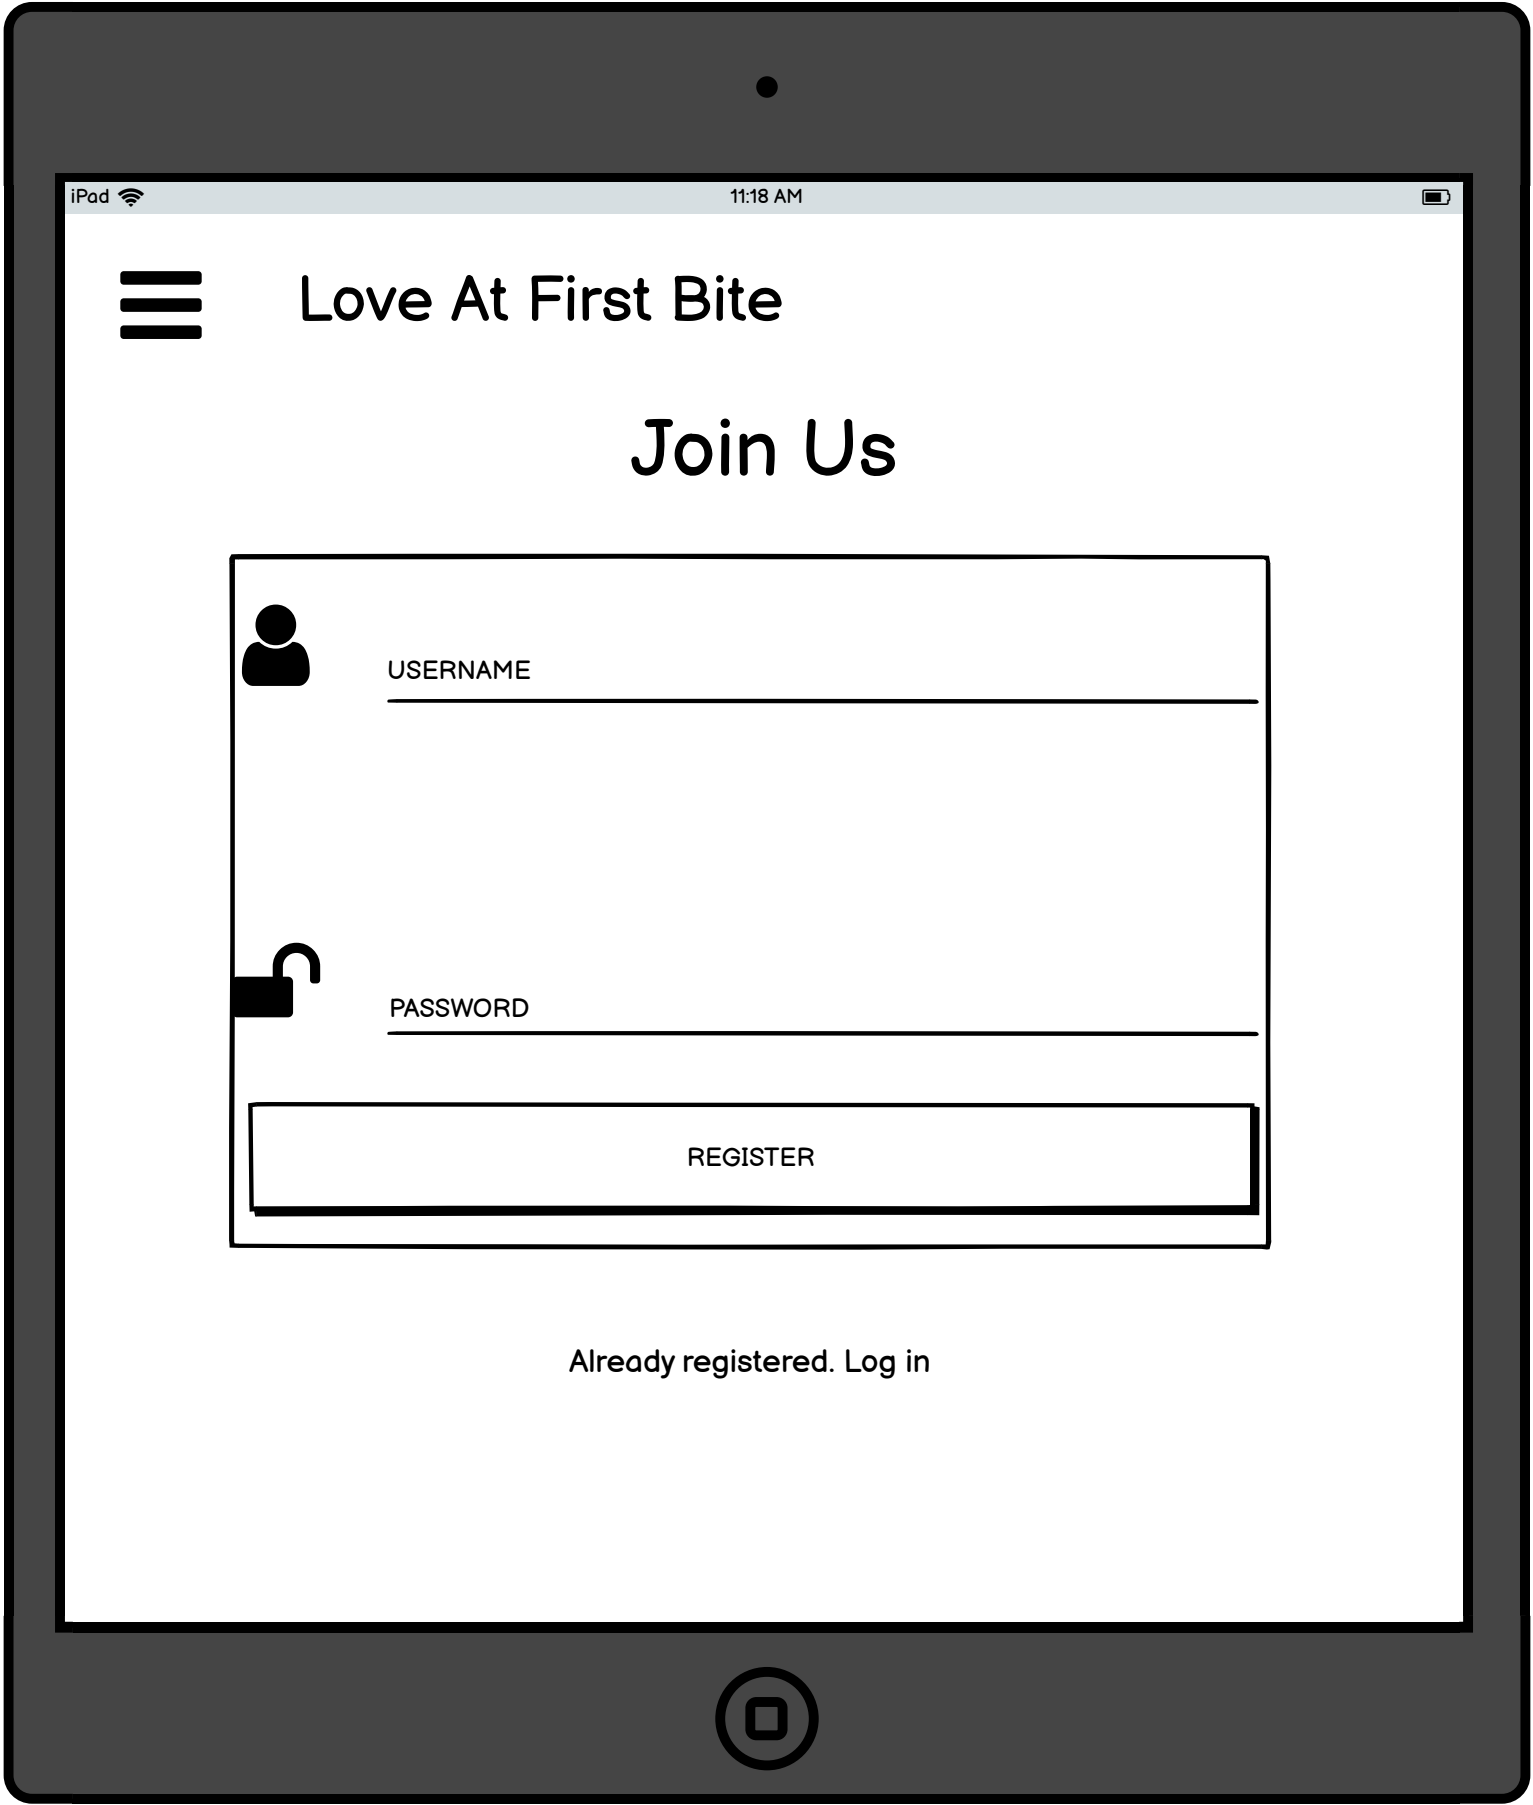 iPad
11:18 AM
Love At First Bite
Join Us
USERNAME
PASSWORD
REGISTER
Already registered. Log in